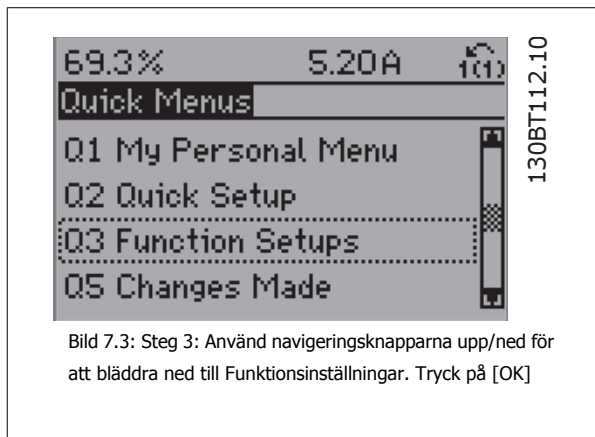 69.3% 5.20A 1(1)
Quick Menus
Q1 My Personal Menu
Q2 Quick Setup
Q3 Function Setups
Q5 Changes Made
130BT112.10
Bild 7.3: Steg 3: Använd navigeringsknapparna upp/ned för
att bläddra ned till Funktionsinställningar. Tryck på [OK]